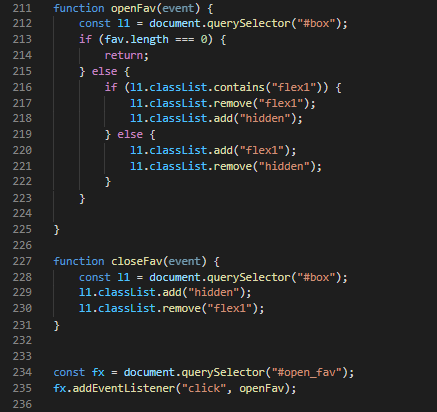 211 function openFav(event) {
212     const l1 = document.querySelector("#box");
213     if (fav.length === 0) {
214         return;
215     } else {
216         if (l1.classList.contains("flex1")) {
217             l1.classList.remove("flex1");
218             l1.classList.add("hidden");
219         } else {
220             l1.classList.add("flex1");
221             l1.classList.remove("hidden");
222         }
223     }
224
225 }
226
227 function closeFav(event) {
228     const l1 = document.querySelector("#box");
229     l1.classList.add("hidden");
230     l1.classList.remove("flex1");
231 }
232
233
234 const fx = document.querySelector("#open_fav");
235 fx.addEventListener("click", openFav);
236